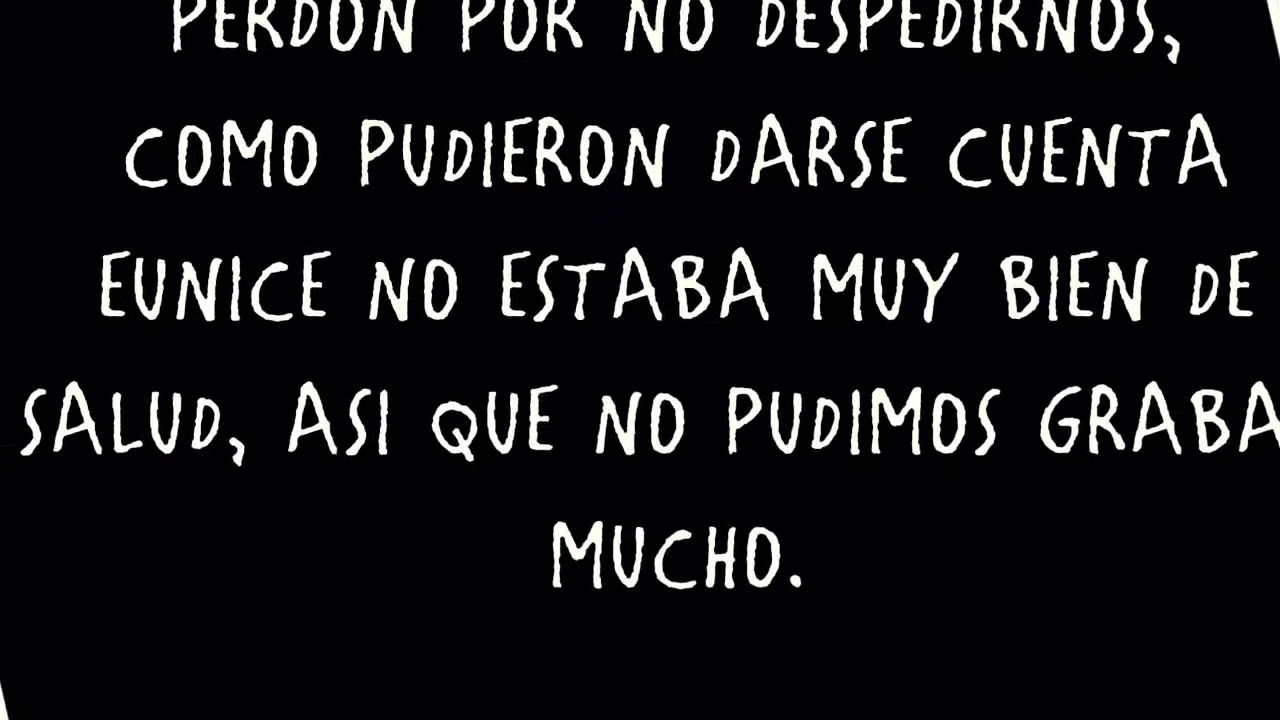 PERDON POR NO DESPEDIRNOS,
COMO PUDIERON DARSE CUENTA
EUNICE NO ESTABA MUY BIEN DE
SALUD, ASI QUE NO PUDIMOS GRABA
MUCHO.